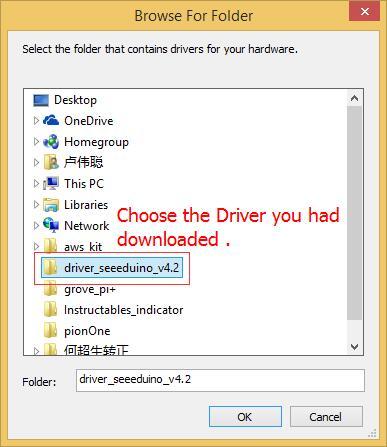 Browse For Folder
Select the folder that contains drivers for your hardware.
Desktop
OneDrive
Homegroup
卢伟聪
This PC
Libraries
Network
Choose the Driver you had
downloaded .
aws_kit
driver_seeeduino_v4.2
grove_pi+
Instructables_indicator
pionOne
何超生转正
Folder: driver_seeeduino_v4.2
OK Cancel